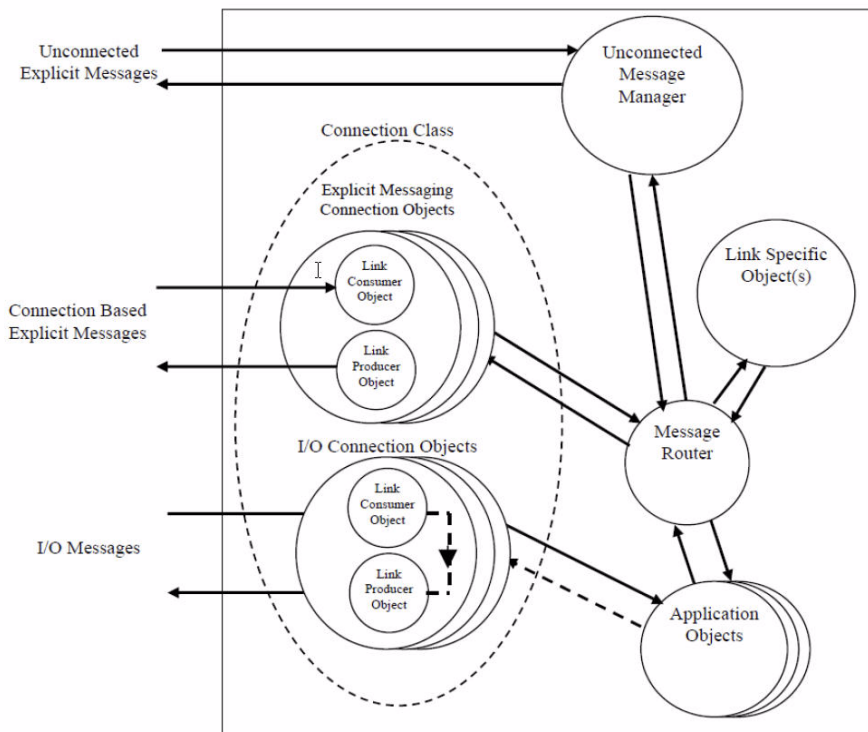 Unconnected
Explicit Messages
Unconnected
Message
Manager
Connection Class
Explicit Messaging
Connection Objects
Link Specific
Object(s)
Link
Consumer
Object
Connection Based
Explicit Messages
Link
Producer
Object
Message
Router
I/O Connection Objects
Link
Consumer
Object
I/O Messages
Link
Producer
Object
Application
Objects